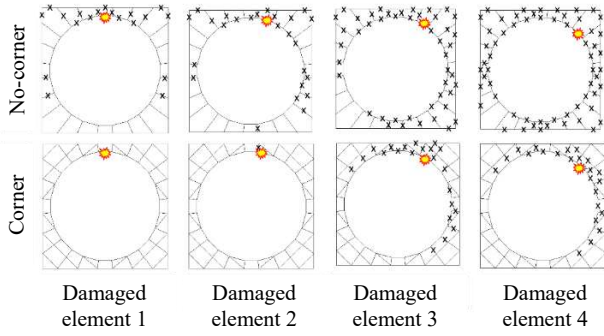 No-corner
Corner
Damaged element 1
Damaged element 2
Damaged element 3
Damaged element 4